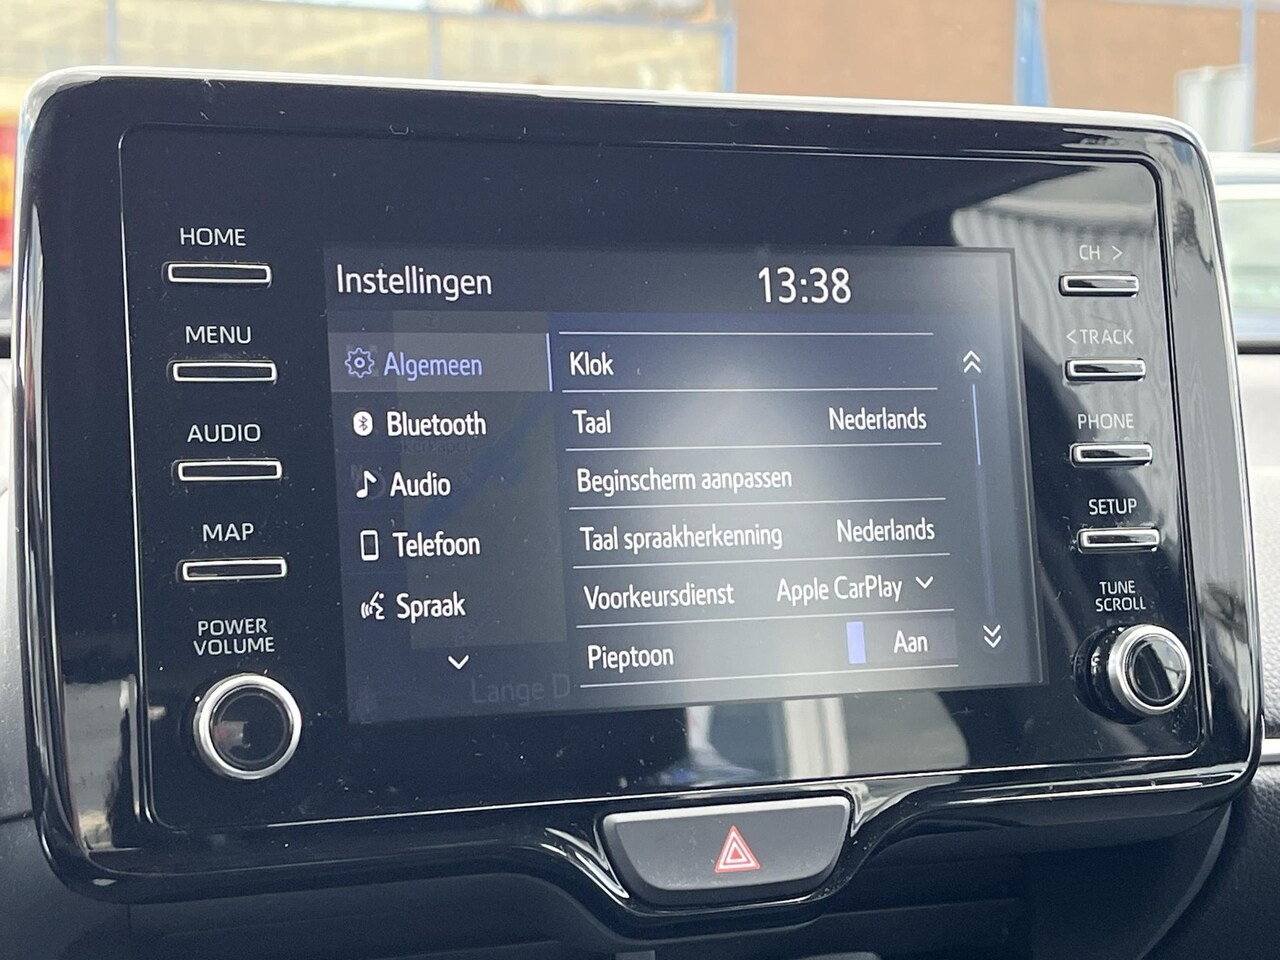 HOME
MENU
AUDIO
MAP
POWER
VOLUME
Instellingen 13:38
Algemeen
Bluetooth
Audio
Telefoon
Spraak
Klok
Taal Nederlands
Beginscherm aanpassen
Taal spraakherkenning Nederlands
Voorkeursdienst Apple CarPlay
Pieptoon Aan
Lange D
CH >
<TRACK
PHONE
SETUP
TUNE
SCROLL